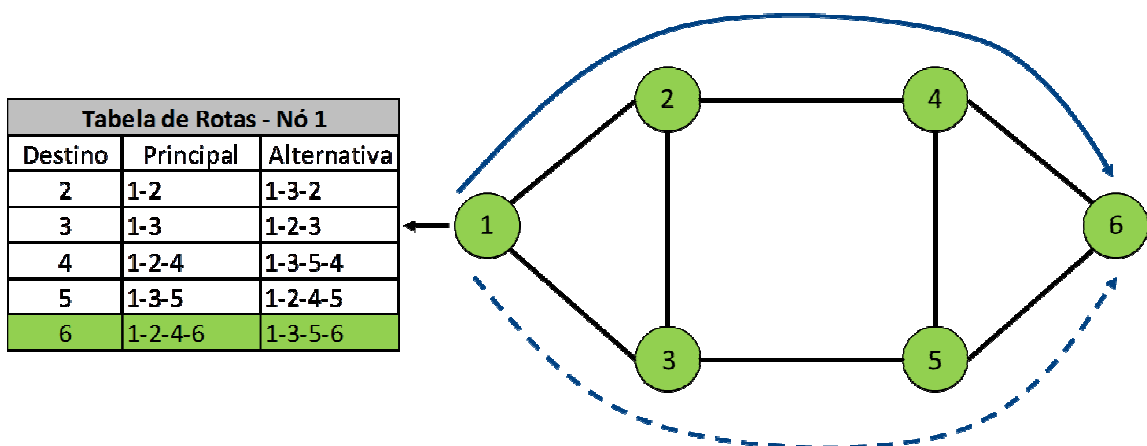 Tabela de Rotas - Nó 1
Destino Principal Alternativa
2 1-2 1-3-2
3 1-3 1-2-3
4 1-2-4 1-3-5-4
5 1-3-5 1-2-4-5
6 1-2-4-6 1-3-5-6
2 4
1 6
3 5